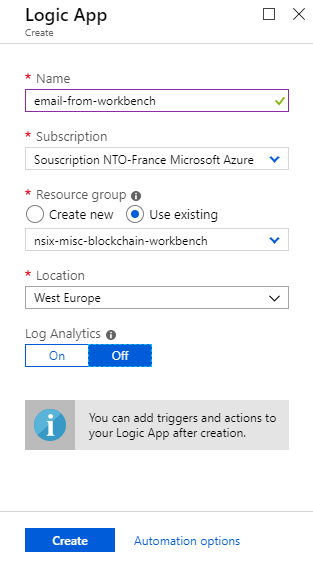 Logic App
Create
* Name
email-from-workbench
* Subscription
Souscription NTO-France Microsoft Azure
* Resource group
Create new Use existing
nsix-misc-blockchain-workbench
* Location
West Europe
Log Analytics
On Off
You can add triggers and actions to
your Logic App after creation.
Create Automation options